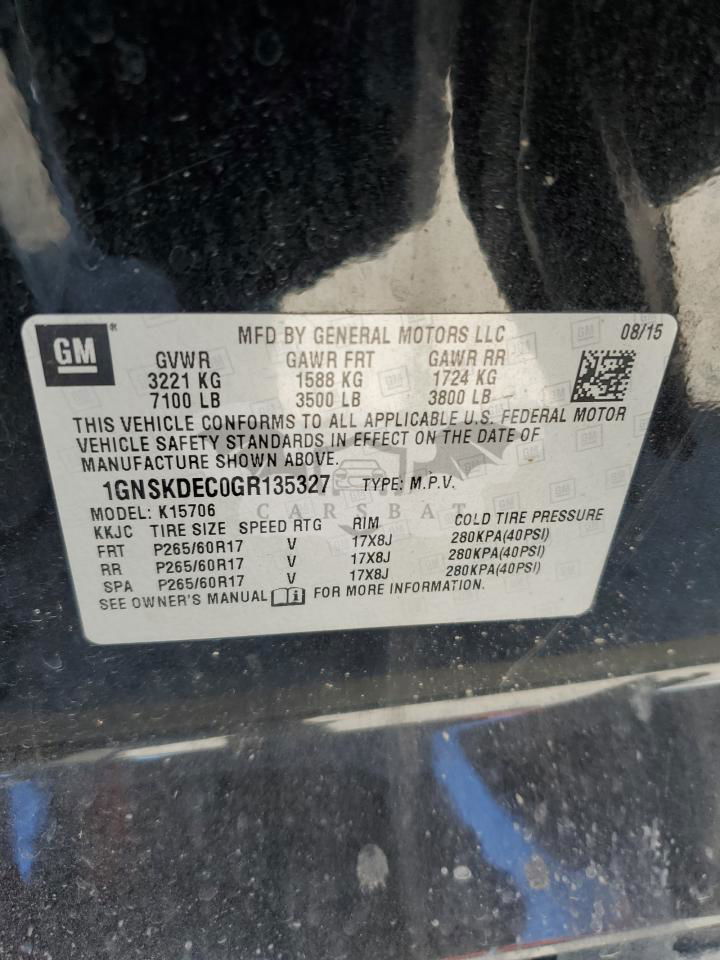 GM
MFD BY GENERAL MOTORS LLC 08/15
GVWR GAWR FRT GAWR RR
3221 KG 1588 KG 1724 KG
7100 LB 3500 LB 3800 LB
THIS VEHICLE CONFORMS TO ALL APPLICABLE U.S. FEDERAL MOTOR
VEHICLE SAFETY STANDARDS IN EFFECT ON THE DATE OF
MANUFACTURE SHOWN ABOVE.
1GNSKDEC0GR135327 TYPE: M.P.V.
CARSBAT
MODEL: K15706
KKJC TIRE SIZE SPEED RTG RIM COLD TIRE PRESSURE
FRT P265/60R17 V 17X8J 280KPA(40PSI)
RR P265/60R17 V 17X8J 280KPA(40PSI)
SPA P265/60R17 V 17X8J 280KPA(40PSI)
SEE OWNER'S MANUAL FOR MORE INFORMATION.